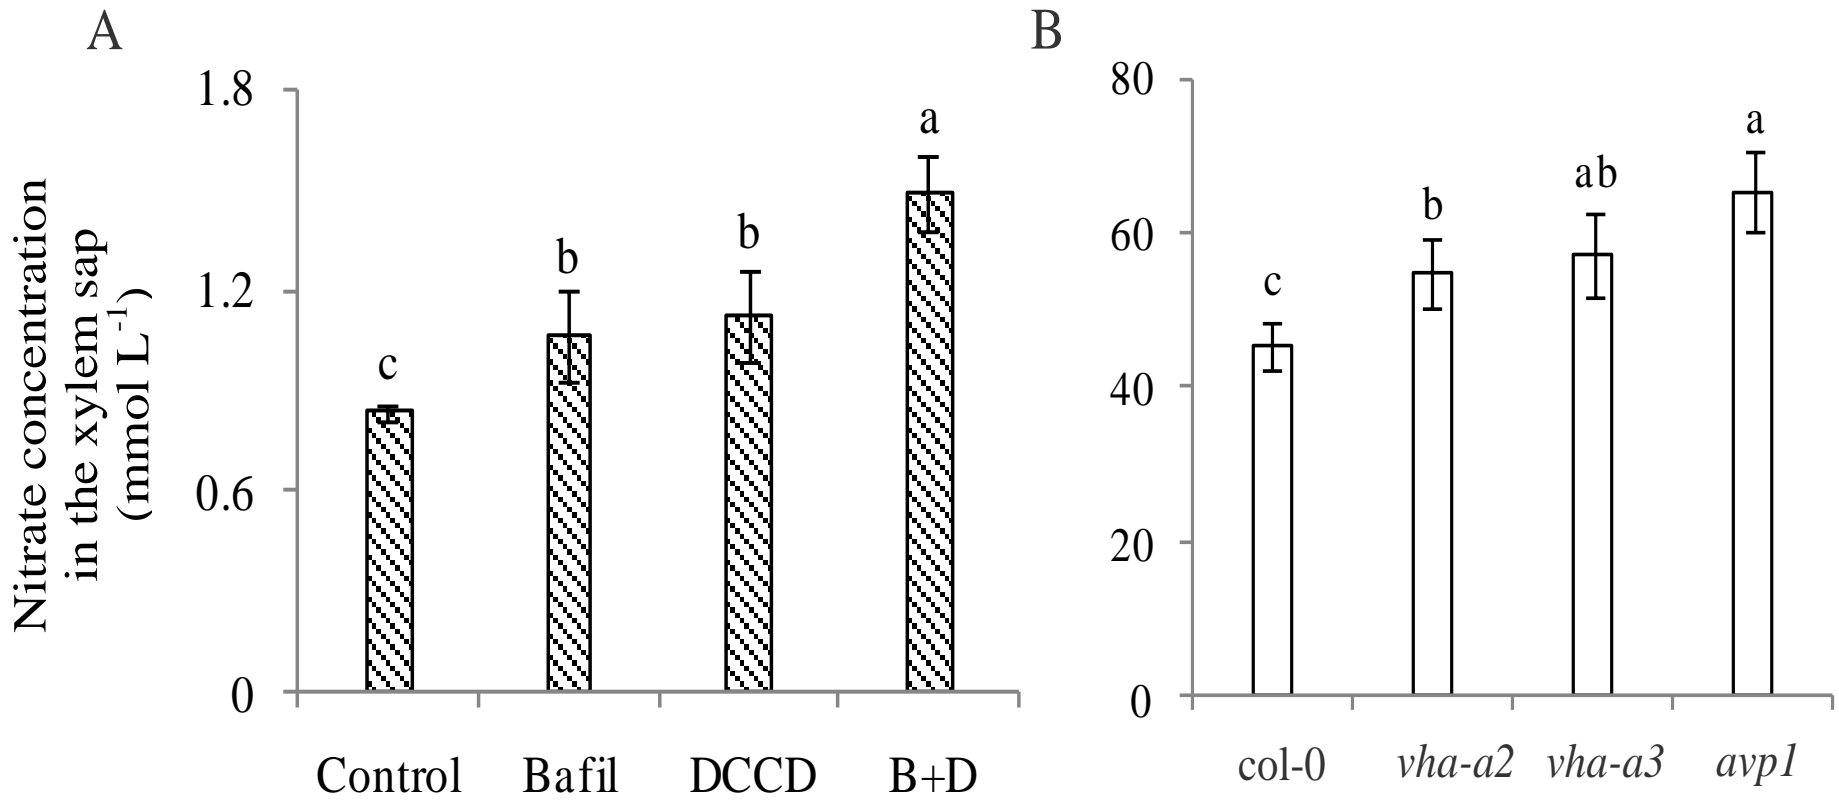 A
Nitrate concentration
in the xylem sap
(mmol L-1)
1.8
1.2
0.6
0
c
b
b
a
Control
Bafil
DCCD
B+D
B
80
60
40
20
0
c
b
ab
a
col-0
vha-a2
vha-a3
avp1